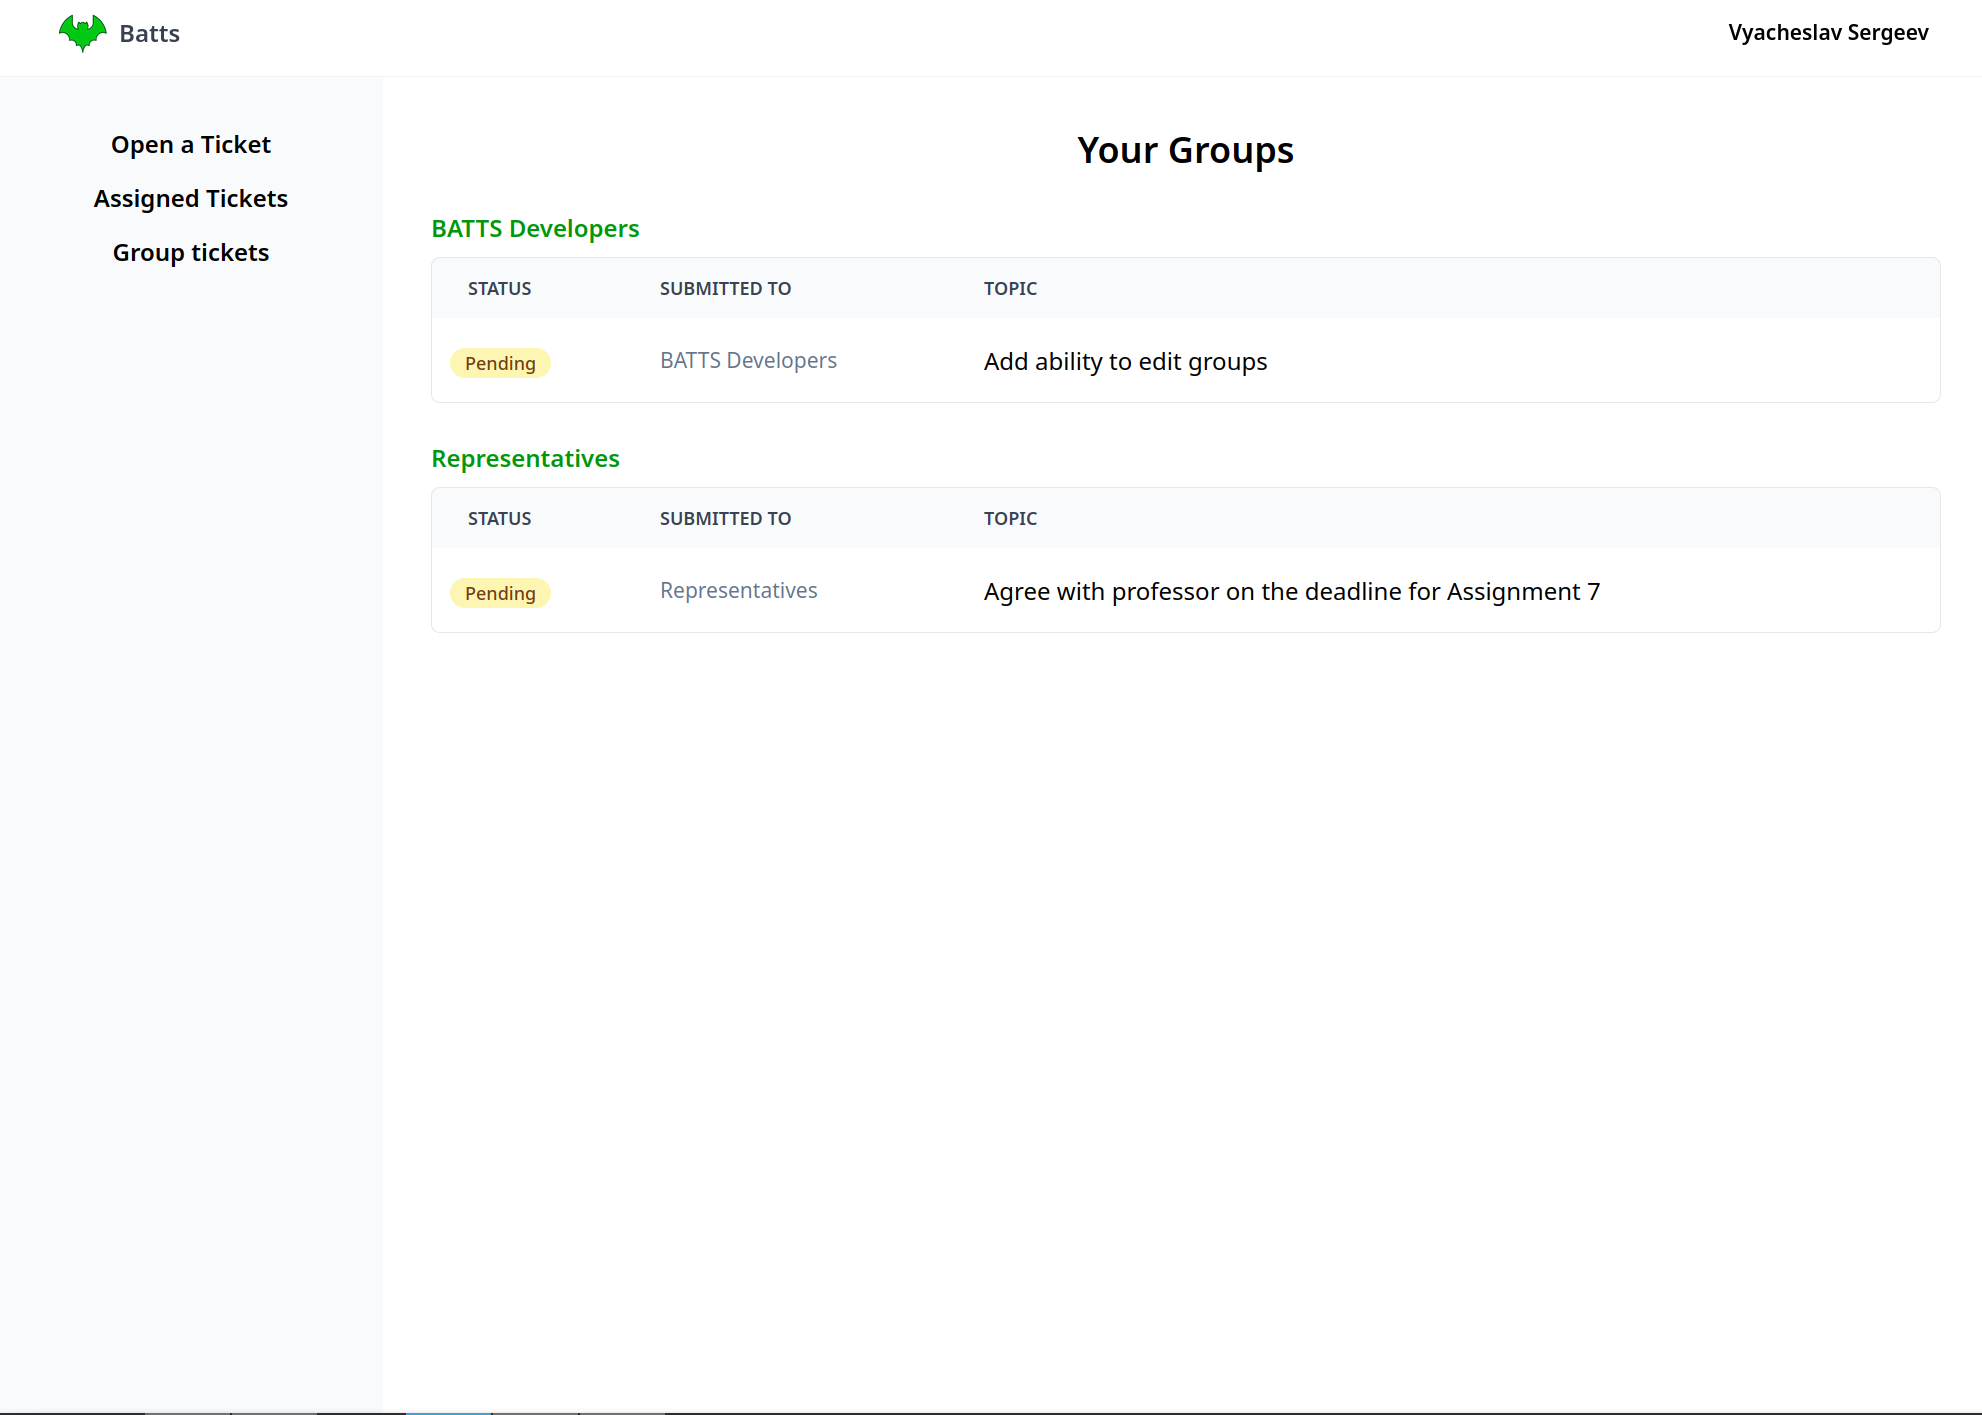 Batts
Vyacheslav Sergeev
Open a Ticket
Assigned Tickets
Group tickets
Your Groups
BATTS Developers
STATUS SUBMITTED TO TOPIC
Pending BATTS Developers Add ability to edit groups
Representatives
STATUS SUBMITTED TO TOPIC
Pending Representatives Agree with professor on the deadline for Assignment 7